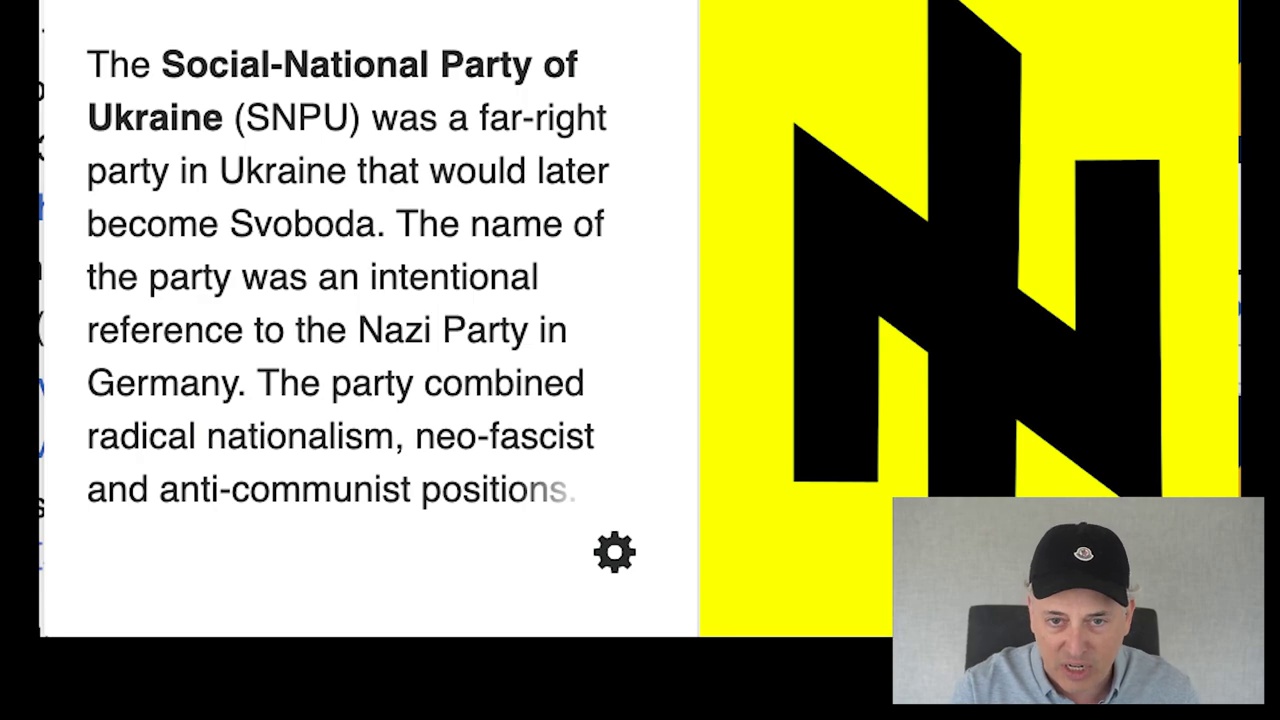 The Social-National Party of
Ukraine (SNPU) was a far-right
party in Ukraine that would later
become Svoboda. The name of
the party was an intentional
reference to the Nazi Party in
Germany. The party combined
radical nationalism, neo-fascist
and anti-communist positions.